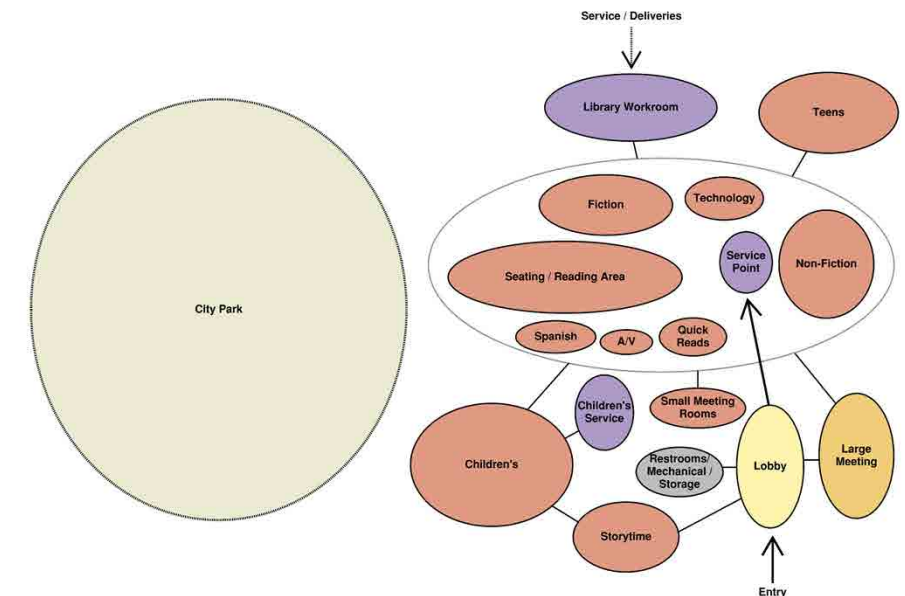 Service / Deliveries
Library Workroom
Teens
Fiction
Technology
Service
Point
Non-Fiction
Seating / Reading Area
City Park
Spanish
A/V
Quick
Reads
Children's
Service
Small Meeting
Rooms
Children's
Restrooms/
Mechanical /
Storage
Lobby
Large
Meeting
Storytime
Entry